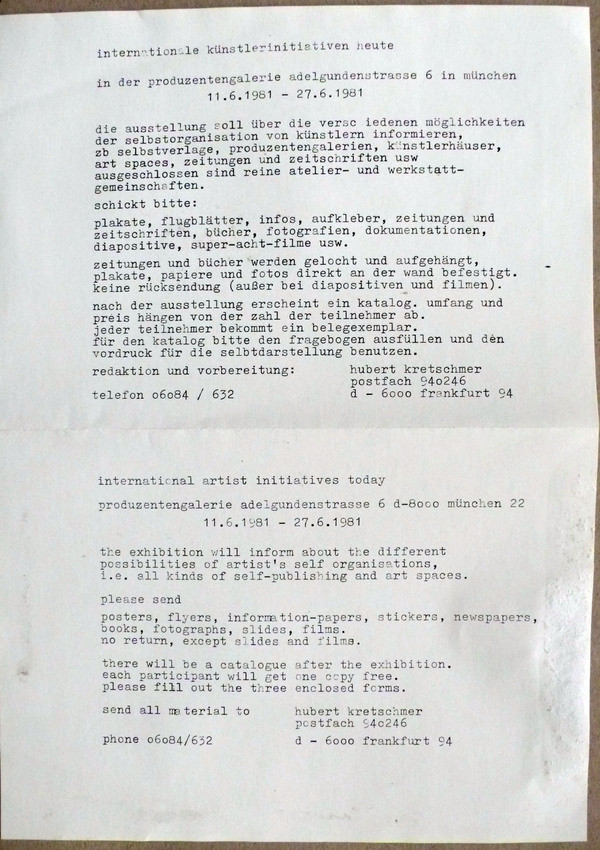 internationale künstlerinitiativen heute
in der produzentengalerie adelgundenstrasse 6 in münchen
11.6.1981 - 27.6.1981
die ausstellung soll über die versc iedenen möglichkeiten
der selbstorganisation von künstlern informieren,
zb selbstverlage, produzentengalerien, künstlerhäuser,
art spaces, zeitungen und zeitschriften usw
ausgeschlossen sind reine atelier- und werkstatt-
gemeinschaften.
schickt bitte:
plakate, flugblätter, infos, aufkleber, zeitungen und
zeitschriften, bücher, fotografien, dokumentationen,
diapositive, super-acht-filme usw.
zeitungen und bücher werden gelocht und aufgehängt,
plakate, papiere und fotos direkt an der wand befestigt.
keine rücksendung (außer bei diapositiven und filmen).
nach der ausstellung erscheint ein katalog. umfang und
preis hängen von der zahl der teilnehmer ab.
jeder teilnehmer bekommt ein belegexemplar.
für den katalog bitte den fragebogen ausfüllen und den
vordruck für die selbtdarstellung benutzen.
redaktion und vorbereitung: hubert kretschmer
postfach 940246
telefon o6o84 / 632 d - 6ooo frankfurt 94
international artist initiatives today
produzentengalerie adelgundenstrasse 6 d-8ooo münchen 22
11.6.1981 - 27.6.1981
the exhibition will inform about the different
possibilities of artist's self organisations,
i.e. all kinds of self-publishing and art spaces.
please send
posters, flyers, information-papers, stickers, newspapers,
books, fotographs, slides, films.
no return, except slides and films.
there will be a catalogue after the exhibition.
each participant will get one copy free.
please fill out the three enclosed forms.
send all material to hubert kretschmer
postfach 94o246
phone o6o84/632 d - 6ooo frankfurt 94